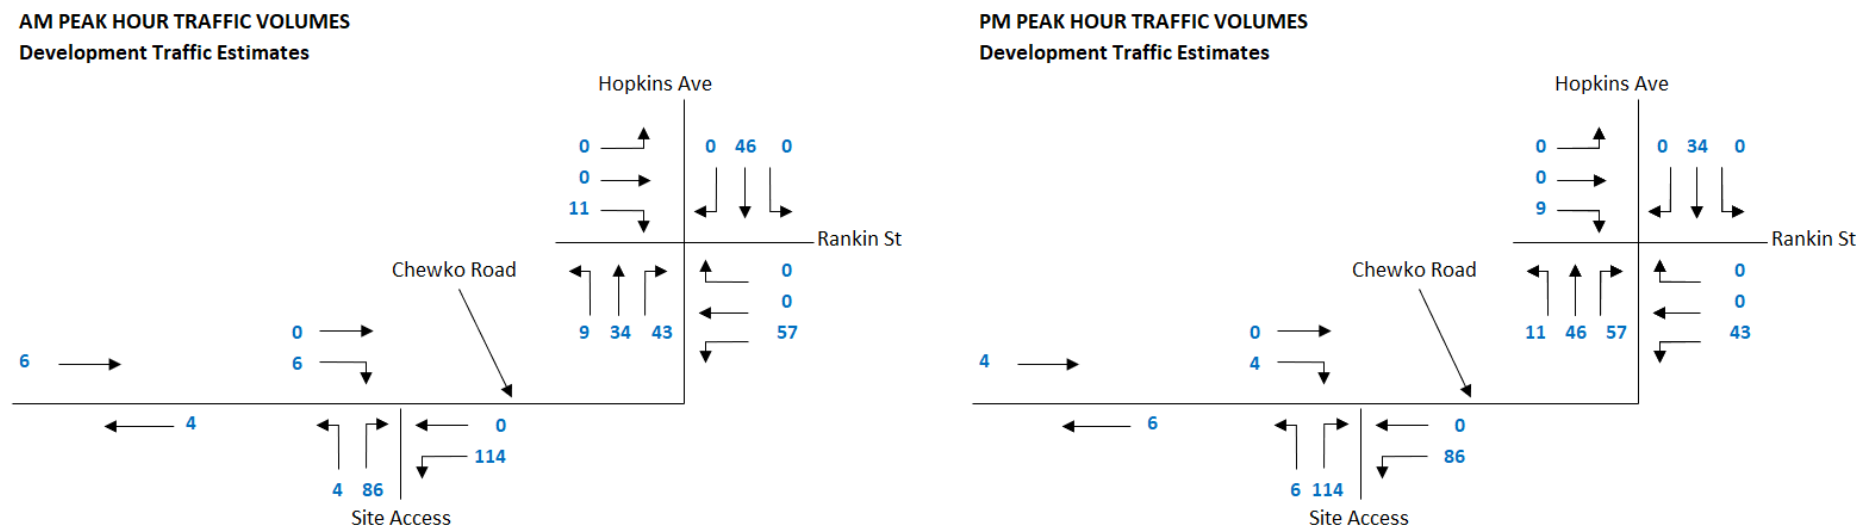 AM PEAK HOUR TRAFFIC VOLUMES
Development Traffic Estimates
Hopkins Ave
0
0 46 0
0
11
Rankin St
Chewko Road
0
0
9 34 43
57
0
6
6
4
0
114
4 86
Site Access
PM PEAK HOUR TRAFFIC VOLUMES
Development Traffic Estimates
Hopkins Ave
0
0 34 0
0
9
Rankin St
Chewko Road
0
0
11 46 57
43
0
4
4
6
0
86
6 114
Site Access